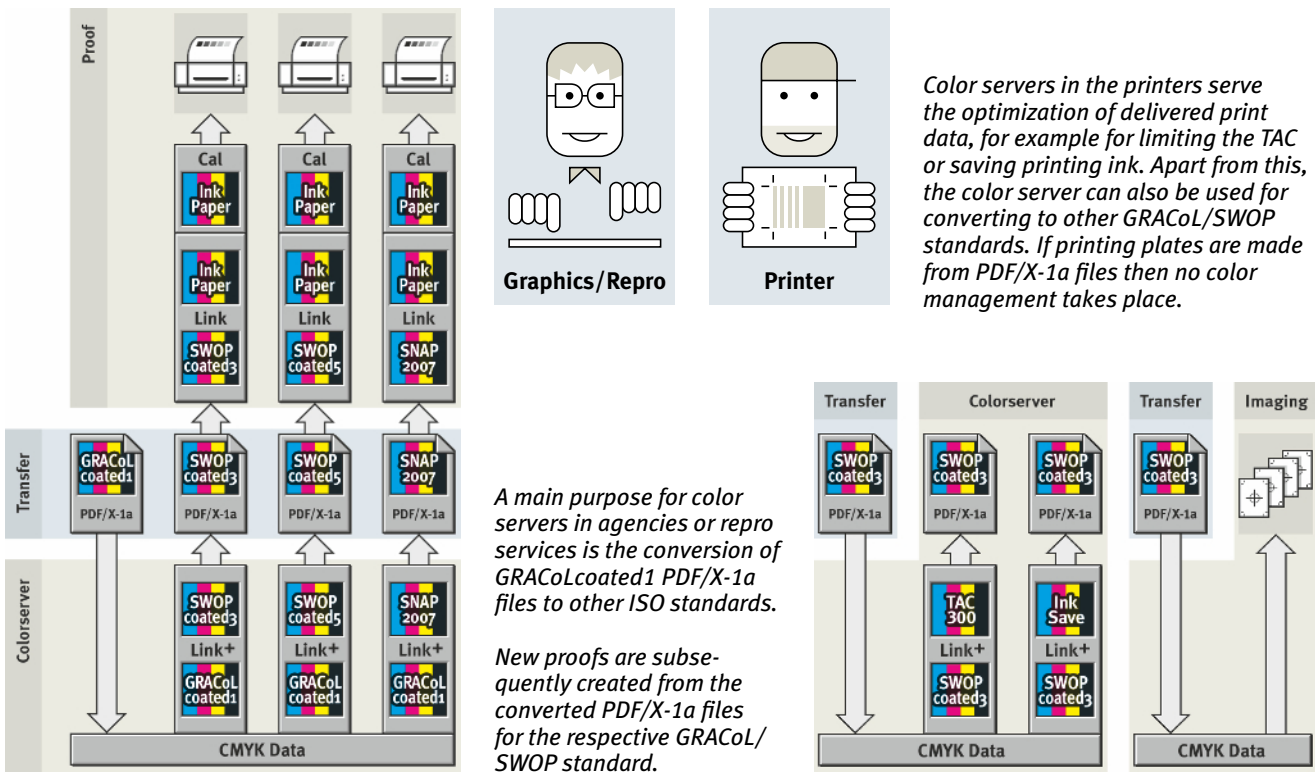 Proof
Cal
Ink
Paper
Ink
Paper
Link
SWOP
coated3
Cal
Ink
Paper
Ink
Paper
Link
SWOP
coated5
Cal
Ink
Paper
Ink
Paper
Link
SNAP
2007
Transfer
GRACoL
coated1
PDF/X-1a
SWOP
coated3
PDF/X-1a
SWOP
coated5
PDF/X-1a
SNAP
2007
PDF/X-1a
Colorserver
SWOP
coated3
Link+
GRACoL
coated1
SWOP
coated5
Link+
GRACoL
coated1
SNAP
2007
Link+
GRACoL
coated1
CMYK Data
Graphics/Repro
Printer
Color servers in the printers serve
the optimization of delivered print
data, for example for limiting the TAC
or saving printing ink. Apart from this,
the color server can also be used for
converting to other GRACoL/SWOP
standards. If printing plates are made
from PDF/X-1a files then no color
management takes place.
A main purpose for color
servers in agencies or repro
services is the conversion of
GRACoLcoated1 PDF/X-1a
files to other ISO standards.
New proofs are subse-
quently created from the
converted PDF/X-1a files
for the respective GRACoL/
SWOP standard.
Transfer
SWOP
coated3
PDF/X-1a
Colorserver
SWOP
coated3
PDF/X-1a
SWOP
coated3
PDF/X-1a
TAC
300
Link+
SWOP
coated3
Ink
Save
Link+
SWOP
coated3
CMYK Data
Transfer
SWOP
coated3
PDF/X-1a
Imaging
CMYK Data